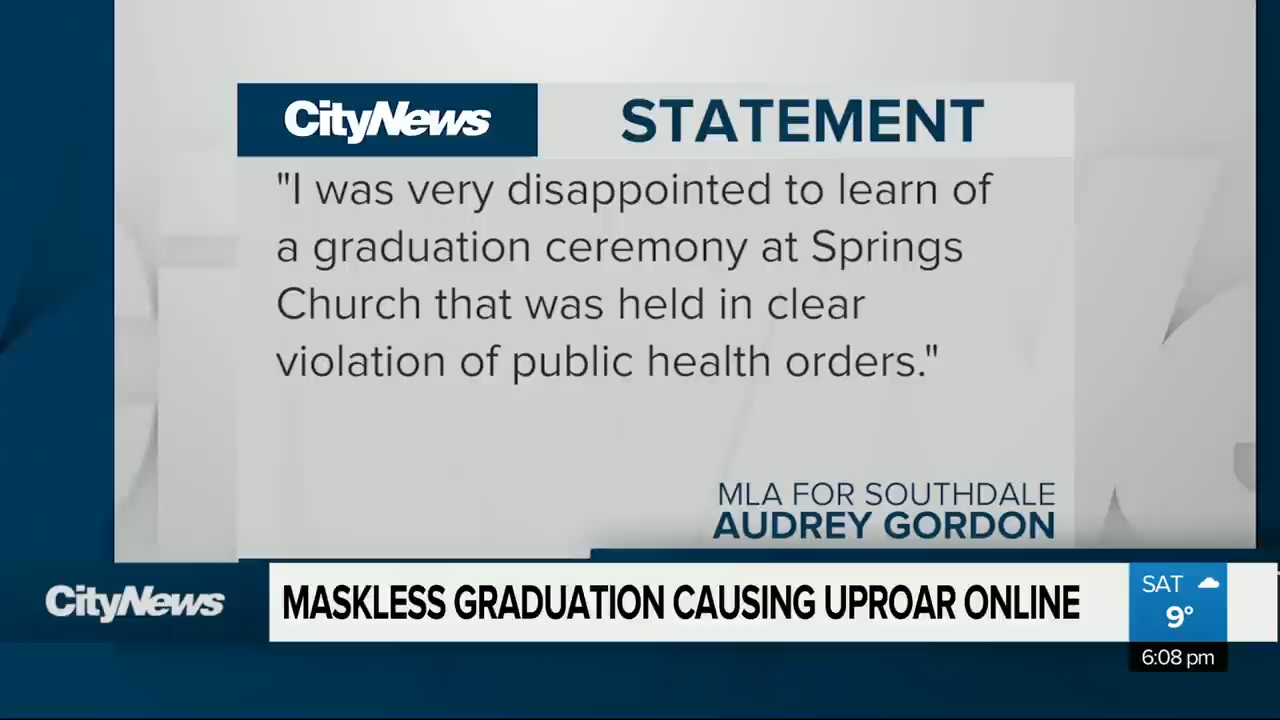 CityNews
STATEMENT
"I was very disappointed to learn of
a graduation ceremony at Springs
Church that was held in clear
violation of public health orders."
MLA FOR SOUTHDALE
AUDREY GORDON
CityNews
MASKLESS GRADUATION CAUSING UPROAR ONLINE
SAT
9°
6:08 pm